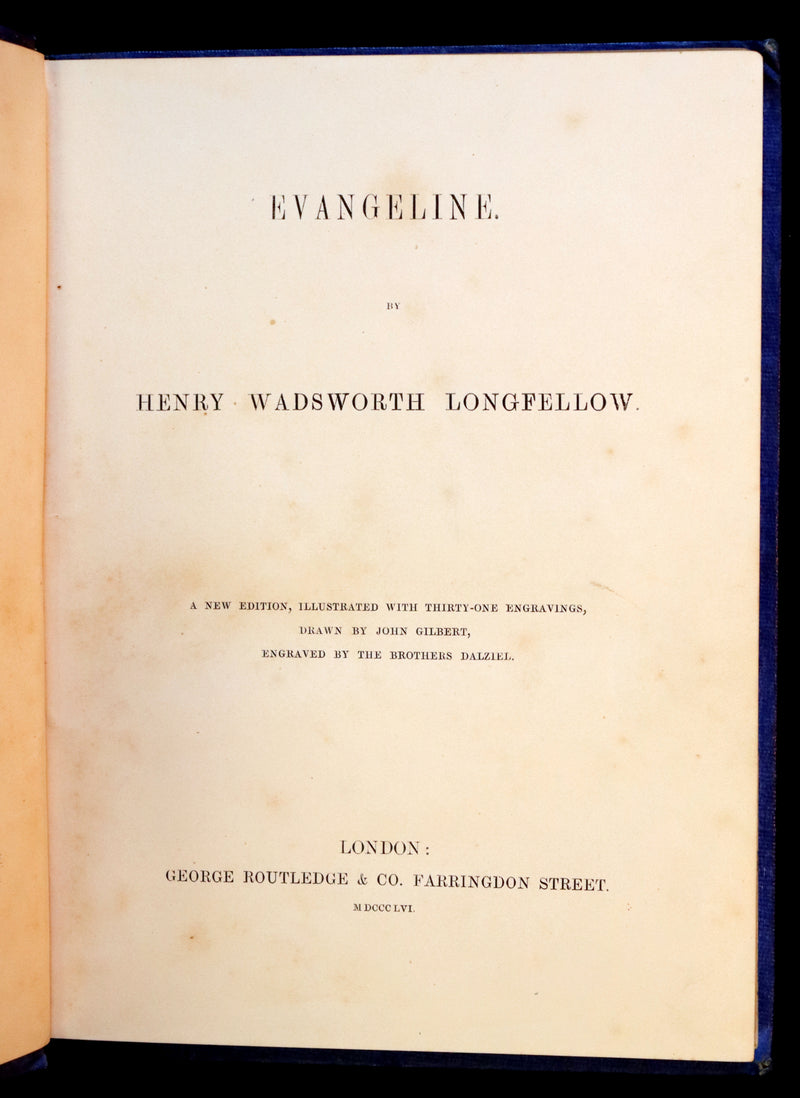 EVANGELINE.
BY
HENRY WADSWORTH LONGFELLOW.
A NEW EDITION, ILLUSTRATED WITH THIRTY-ONE ENGRAVINGS,
DRAWN BY JOHN GILBERT,
ENGRAVED BY THE BROTHERS DALZIEL.
LONDON:
GEORGE ROUTLEDGE & CO. FARRINGDON STREET.
MDCCCLVI.